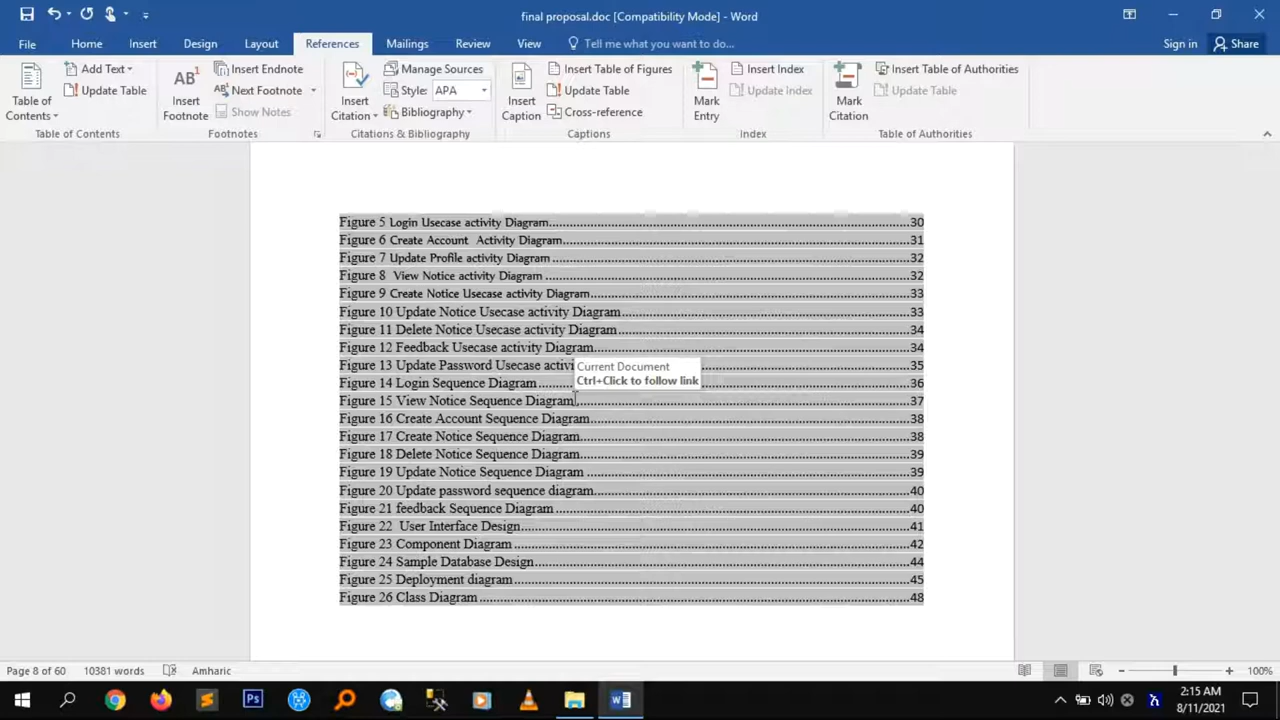 final proposal.doc [Compatibility Mode] - Word
File Home Insert Design Layout References Mailings Review View Tell me what you want to do... Sign in Share
Table of Contents
Add Text
Update Table
Table of Contents
AB1
Insert Footnote
Insert Endnote
Next Footnote
Show Notes
Footnotes
Insert Citation
Manage Sources
Style: APA
Bibliography
Citations & Bibliography
Insert Caption
Insert Table of Figures
Update Table
Cross-reference
Captions
Mark Entry
Insert Index
Update Index
Index
Mark Citation
Insert Table of Authorities
Update Table
Table of Authorities
Figure 5 Login Usecase activity Diagram 30
Figure 6 Create Account Activity Diagram 31
Figure 7 Update Profile activity Diagram 32
Figure 8 View Notice activity Diagram 32
Figure 9 Create Notice Usecase activity Diagram 33
Figure 10 Update Notice Usecase activity Diagram 33
Figure 11 Delete Notice Usecase activity Diagram 34
Figure 12 Feedback Usecase activity Diagram 34
Figure 13 Update Password Usecase activi 35
Current Document
Ctrl+Click to follow link
Figure 14 Login Sequence Diagram 36
Figure 15 View Notice Sequence Diagram 37
Figure 16 Create Account Sequence Diagram 38
Figure 17 Create Notice Sequence Diagram 38
Figure 18 Delete Notice Sequence Diagram 39
Figure 19 Update Notice Sequence Diagram 39
Figure 20 Update password sequence diagram 40
Figure 21 feedback Sequence Diagram 40
Figure 22 User Interface Design 41
Figure 23 Component Diagram 42
Figure 24 Sample Database Design 44
Figure 25 Deployment diagram 45
Figure 26 Class Diagram 48
Page 8 of 60 10381 words Amharic 100%
Ps
2:15 AM
8/11/2021